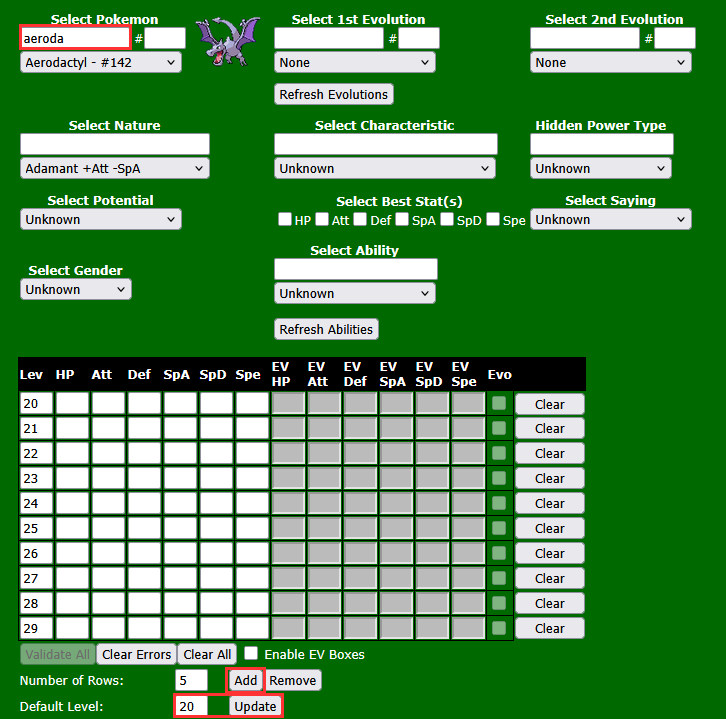 Select Pokemon Select 1st Evolution Select 2nd Evolution
aeroda # # #
Aerodactyl - #142 None None
Refresh Evolutions
Select Nature Select Characteristic Hidden Power Type
Adamant +Att -SpA Unknown Unknown
Select Potential Select Best Stat(s) Select Saying
Unknown HP Att Def SpA SpD Spe Unknown
Select Ability
Select Gender
Unknown Unknown
Refresh Abilities
Lev HP Att Def SpA SpD Spe EV HP EV Att EV Def EV SpA EV SpD EV Spe Evo
20 Clear
21 Clear
22 Clear
23 Clear
24 Clear
25 Clear
26 Clear
27 Clear
28 Clear
29 Clear
Validate All Clear Errors Clear All Enable EV Boxes
Number of Rows: 5 Add Remove
Default Level: 20 Update